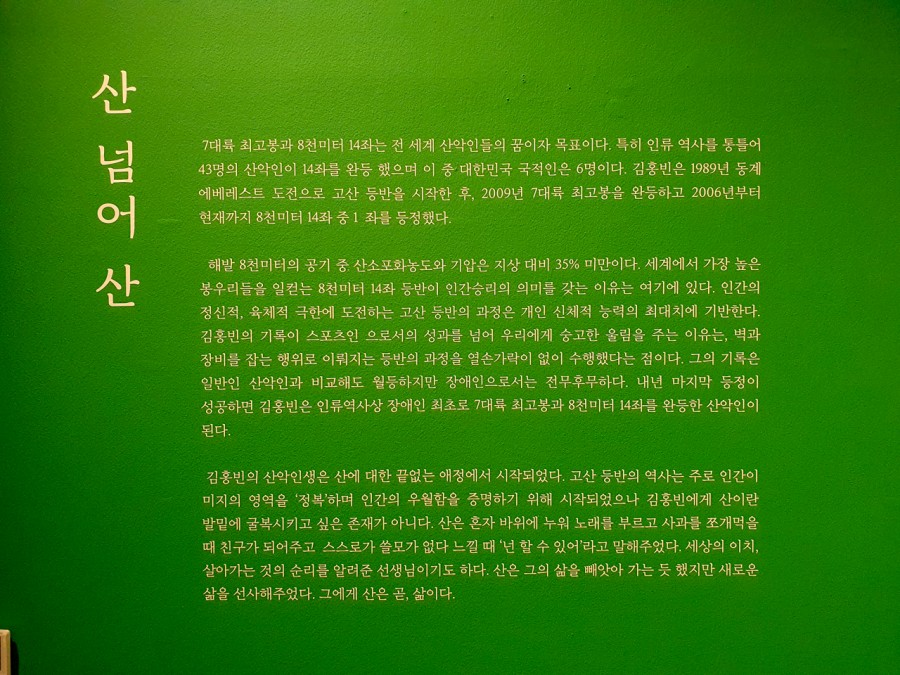 산 넘어 산
7대륙 최고봉과 8천미터 14좌는 전 세계 산악인들의 꿈이자 목표이다. 특히 인류 역사를 통틀어
43명의 산악인이 14좌를 완등 했으며 이 중 대한민국 국적인은 6명이다. 김홍빈은 1989년 동계
에베레스트 도전으로 고산 등반을 시작한 후, 2009년 7대륙 최고봉을 완등하고 2006년부터
현재까지 8천미터 14좌 중 1 좌를 등정했다.
해발 8천미터의 공기 중 산소포화농도와 기압은 지상 대비 35% 미만이다. 세계에서 가장 높은
봉우리들을 일컫는 8천미터 14좌 등반이 인간승리의 의미를 갖는 이유는 여기에 있다. 인간의
정신적, 육체적 극한에 도전하는 고산 등반의 과정은 개인 신체적 능력의 최대치에 기반한다.
김홍빈의 기록이 스포츠인 으로서의 성과를 넘어 우리에게 숭고한 울림을 주는 이유는, 벽과
장비를 잡는 행위로 이뤄지는 등반의 과정을 열손가락이 없이 수행했다는 점이다. 그의 기록은
일반인 산악인과 비교해도 월등하지만 장애인으로서는 전무후무하다. 내년 마지막 등정이
성공하면 김홍빈은 인류역사상 장애인 최초로 7대륙 최고봉과 8천미터 14좌를 완등한 산악인이
된다.
김홍빈의 산악인생은 산에 대한 끝없는 애정에서 시작되었다. 고산 등반의 역사는 주로 인간이
미지의 영역을 ‘정복’하며 인간의 우월함을 증명하기 위해 시작되었으나 김홍빈에게 산이란
발밑에 굴복시키고 싶은 존재가 아니다. 산은 혼자 바위에 누워 노래를 부르고 사과를 쪼개먹을
때 친구가 되어주고 스스로가 쓸모가 없다 느낄 때 ‘넌 할 수 있어’라고 말해주었다. 세상의 이치,
살아가는 것의 순리를 알려준 선생님이기도 하다. 산은 그의 삶을 빼앗아 가는 듯 했지만 새로운
삶을 선사해주었다. 그에게 산은 곧, 삶이다.